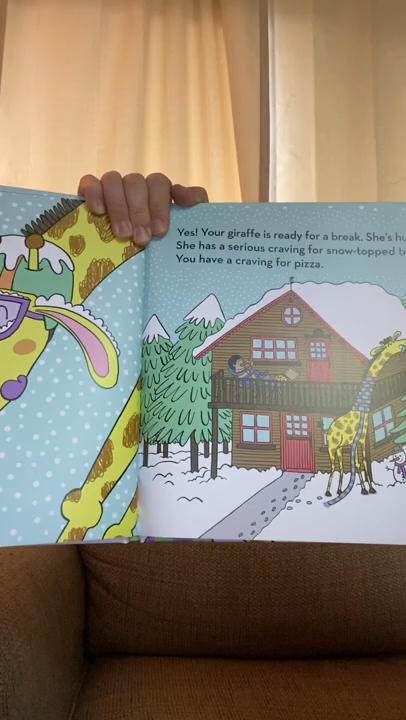 Yes! Your giraffe is ready for a break. She's
She has a serious craving for snow-topped
You have a craving for pizza.